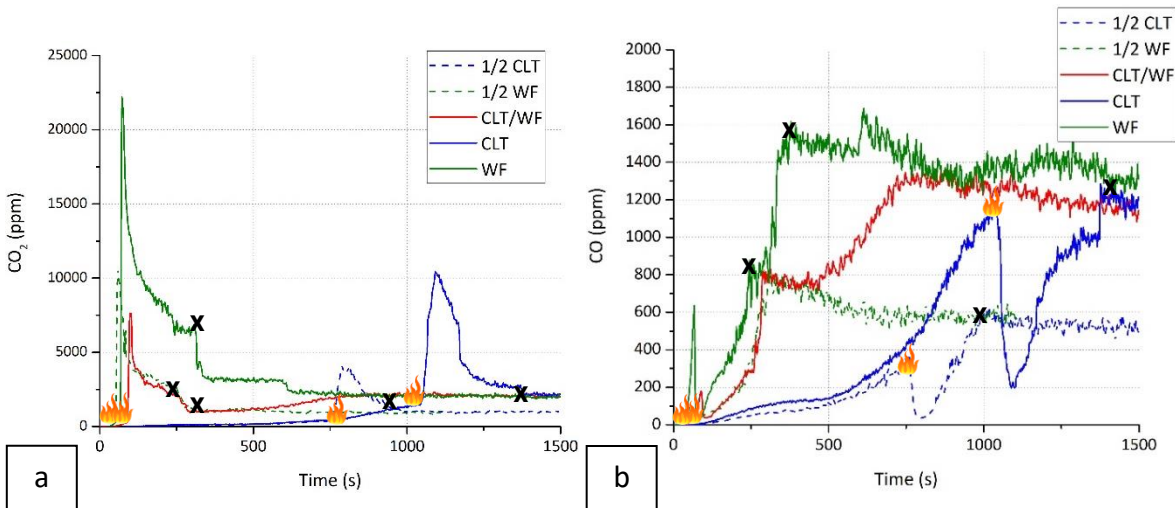 25000
20000
15000
10000
5000
0
CO₂ (ppm)
0 500 1000 1500
Time (s)
1/2 CLT
1/2 WF
CLT/WF
CLT
WF
X X X X X
a
2000
1800
1600
1400
1200
1000
800
600
400
200
0
CO (ppm)
0 500 1000 1500
Time (s)
1/2 CLT
1/2 WF
CLT/WF
CLT
WF
X X X X
b